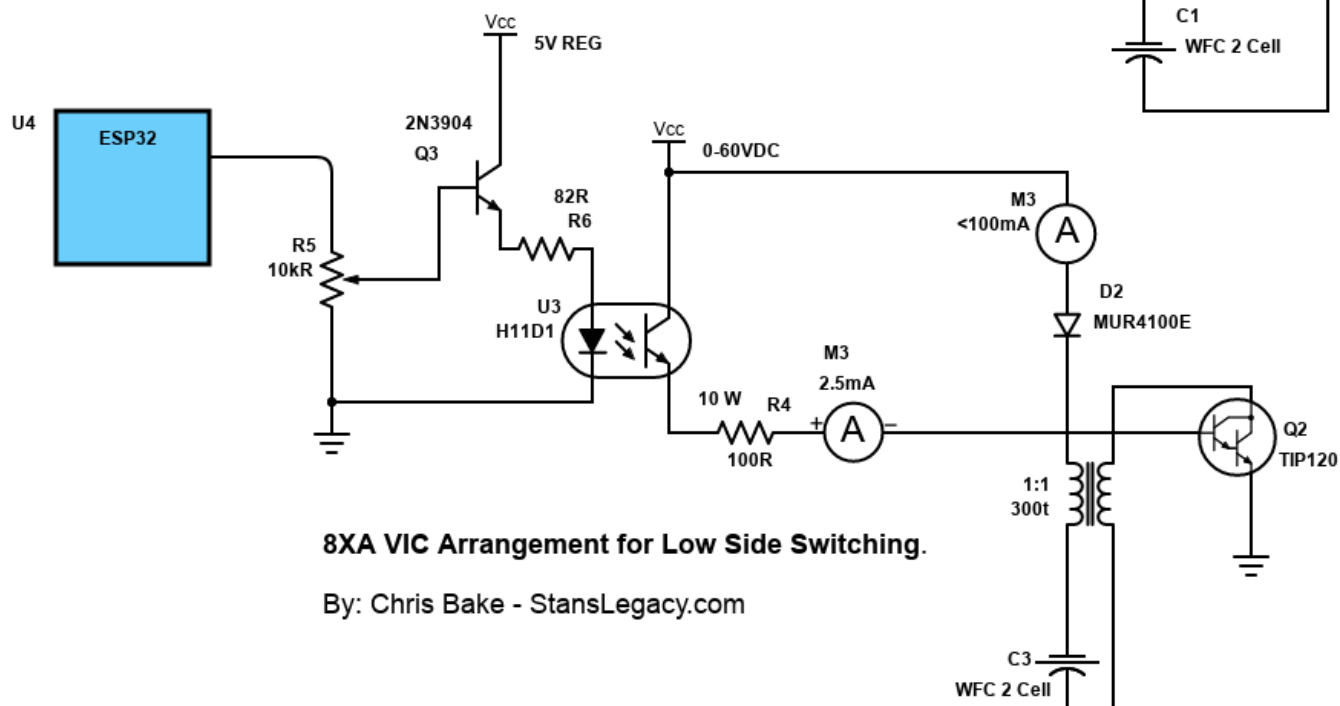 C1
WFC 2 Cell
Vcc
5V REG
U4
ESP32
2N3904
Q3
Vcc
0-60VDC
82R
R6
M3
<100mA
A
R5
10kR
U3
H11D1
D2
MUR4100E
M3
2.5mA
10 W
R4
+
A
–
100R
Q2
TIP120
1:1
300t
8XA VIC Arrangement for Low Side Switching.
By: Chris Bake - StansLegacy.com
C3
WFC 2 Cell